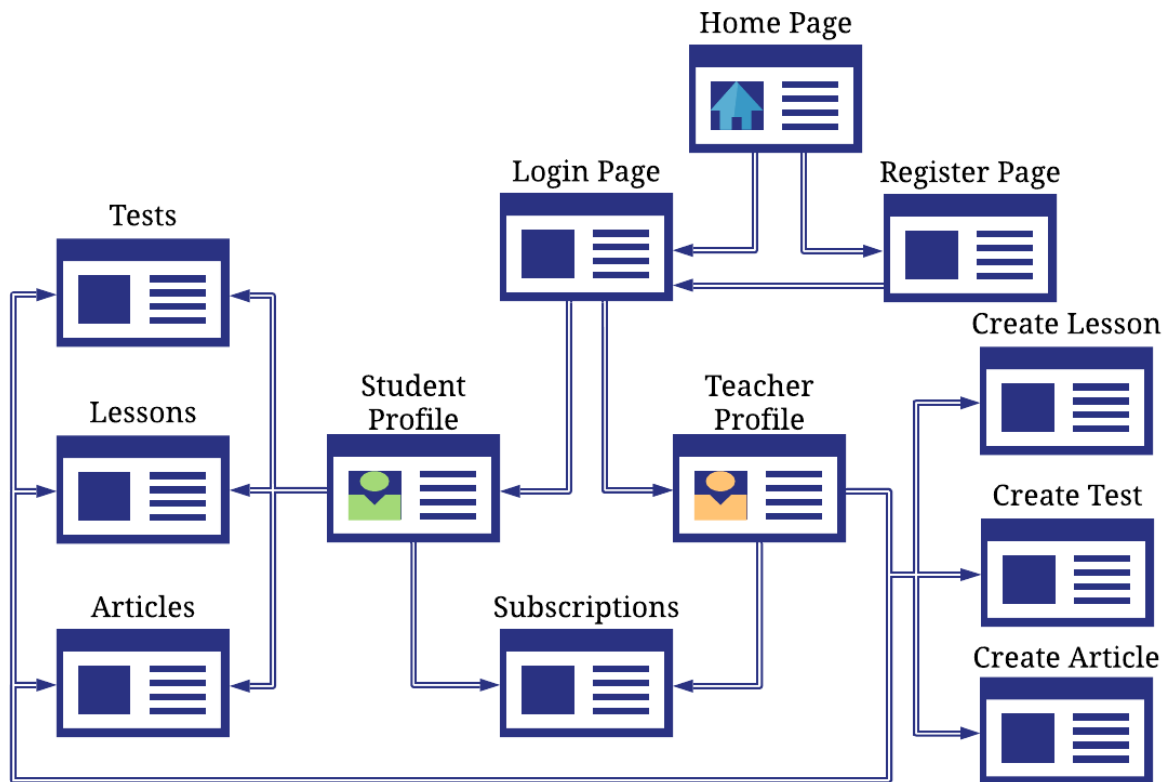 Home Page
Login Page
Register Page
Tests
Create Lesson
Student
Profile
Teacher
Profile
Lessons
Create Test
Articles
Subscriptions
Create Article